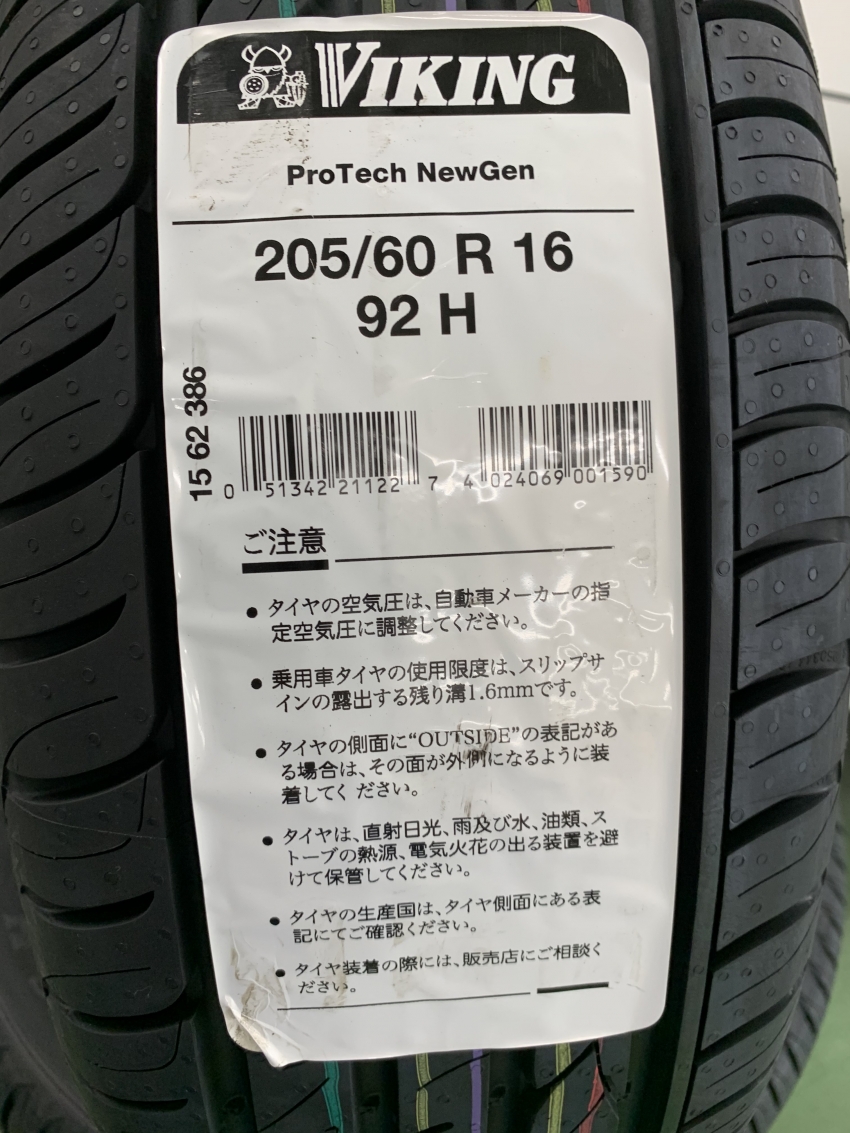 VIKING
ProTech NewGen
205/60 R 16
92 H
15 62 386
0 51342 21122 7
4 024069 001590
ご注意
● タイヤの空気圧は、自動車メーカーの指
定空気圧に調整してください。
● 乗用車タイヤの使用限度は、スリップサ
インの露出する残り溝1.6mmです。
● タイヤの側面に“OUTSIDE”の表記があ
る場合は、その面が外側になるように装
着してく ださい。
● タイヤは、直射日光、雨及び水、油類、ス
トーブの熱源、電気火花の出る装置を避
けて保管してください。
● タイヤの生産国は、タイヤ側面にある表
記にてご確認ください。
● タイヤ装着の際には、販売店にご相談く
ださい。